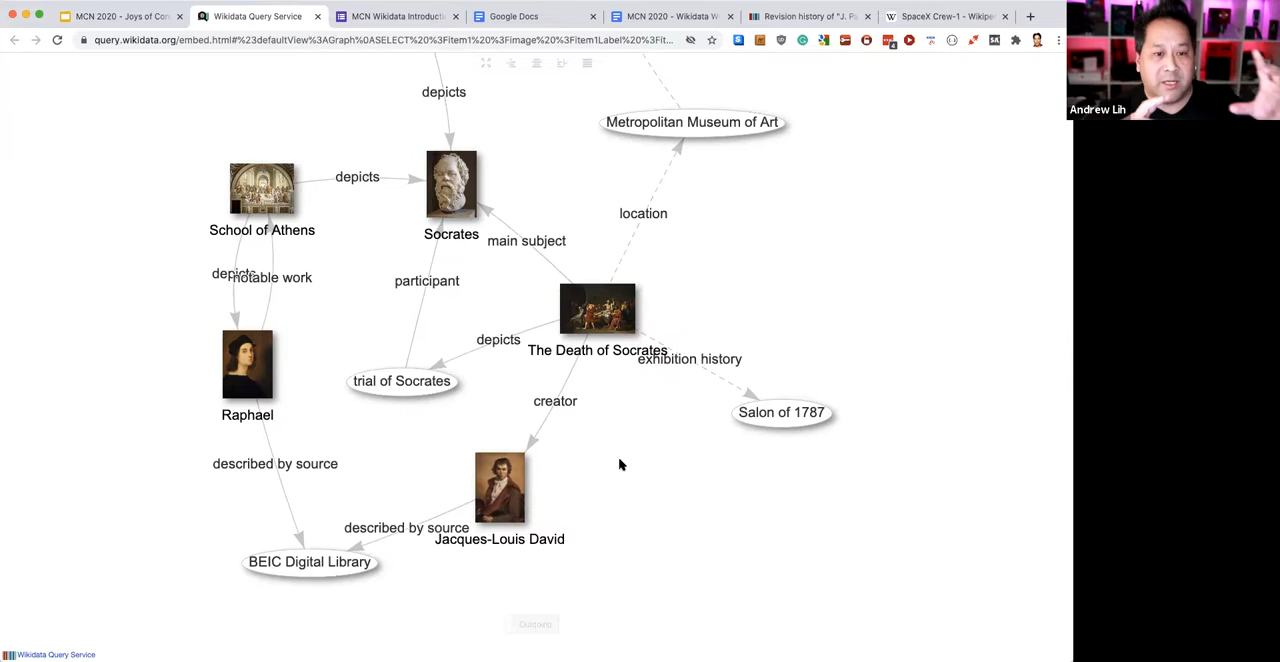 MCN 2020 - Joys of Con
Wikidata Query Service
MCN Wikidata Introducti
Google Docs
MCN 2020 - Wikidata W
Revision history of "J. Pa
SpaceX Crew-1 - Wikipe
query.wikidata.org/embed.html#%23defaultView%3AGraph%0ASELECT%20%3Fitem1%20%3Fimage%20%3Fitem1Label%20%3Fit...
Andrew Lih
depicts
Metropolitan Museum of Art
depicts
School of Athens
Socrates
location
main subject
depicts
notable work
participant
depicts
The Death of Socrates
exhibition history
trial of Socrates
creator
Salon of 1787
Raphael
described by source
described by source
Jacques-Louis David
BEIC Digital Library
Outgoing
Wikidata Query Service